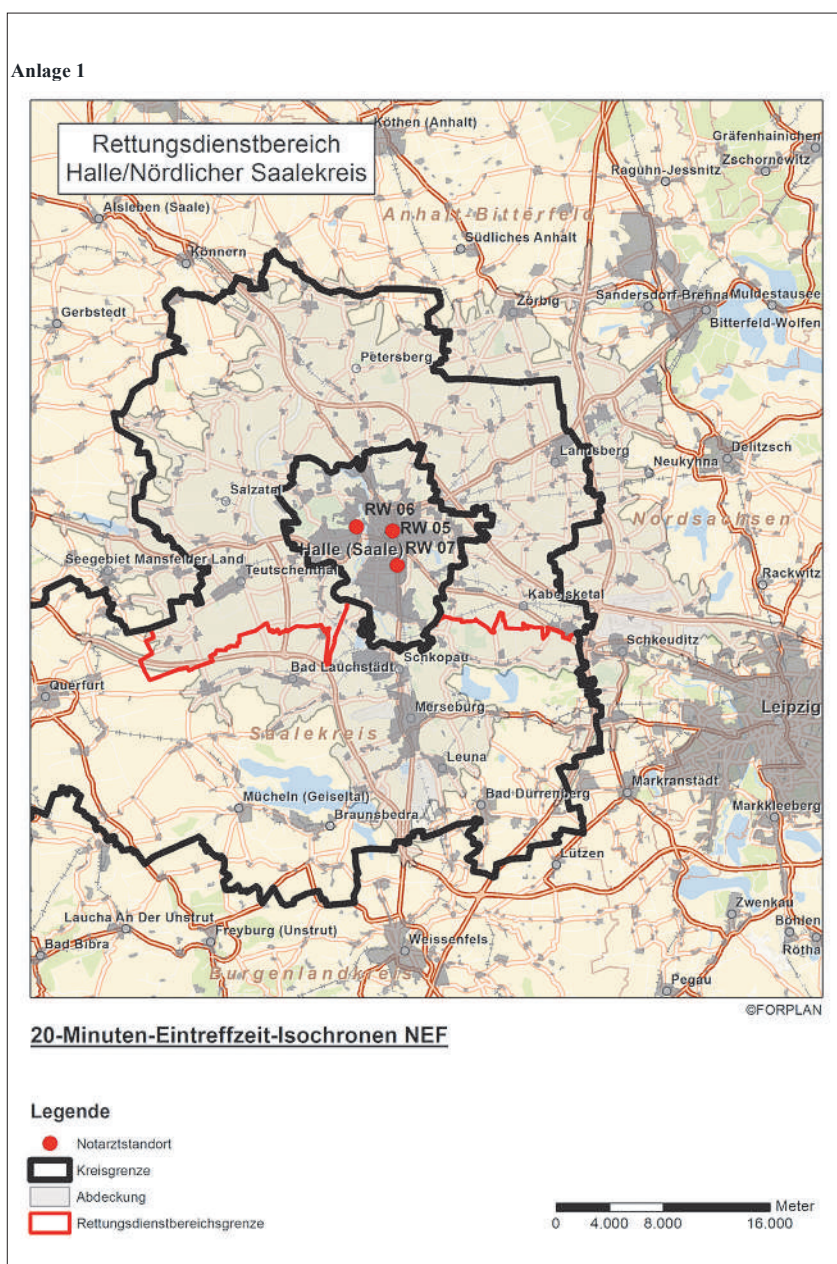 Anlage 1
Rettungsdienstbereich
Halle/Nördlicher Saalekreis
Köthen (Anhalt)
Gräfenhainichen
Zschornewitz
Raguhn-Jessnitz
Alsleben (Saale)
Anhalt-Bitterfeld
Südliches Anhalt
Könnern
Gerbstedt
Zörbig
Sandersdorf-Brehna
Muldestausee
Bitterfeld-Wolfen
Petersberg
Landsberg
Delitzsch
Neukyhna
Salzatal
Nordsachsen
RW 06
RW 05
Halle (Saale)
RW 07
Seegebiet Mansfelder Land
Teutschenthal
Rackwitz
Kabelsketal
Schkeuditz
Schkopau
Bad Lauchstädt
Querfurt
Merseburg
Leipzig
Saalekreis
Leuna
Markranstädt
Mücheln (Geiseltal)
Bad Dürrenberg
Markkleeberg
Braunsbedra
Lützen
Zwenkau
Laucha An Der Unstrut
Freyburg (Unstrut)
Böhlen
Rötha
Bad Bibra
Weissenfels
Burgenlandkreis
Pegau
©FORPLAN
20-Minuten-Eintreffzeit-Isochronen NEF
Legende
Notarztstandort
Kreisgrenze
Abdeckung
Rettungsdienstbereichsgrenze
Meter
0 4.000 8.000 16.000